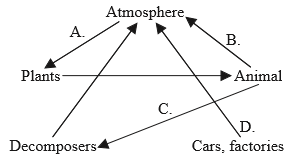 Atmosphere
A.
B.
Plants
Animal
C.
D.
Decomposers
Cars, factories